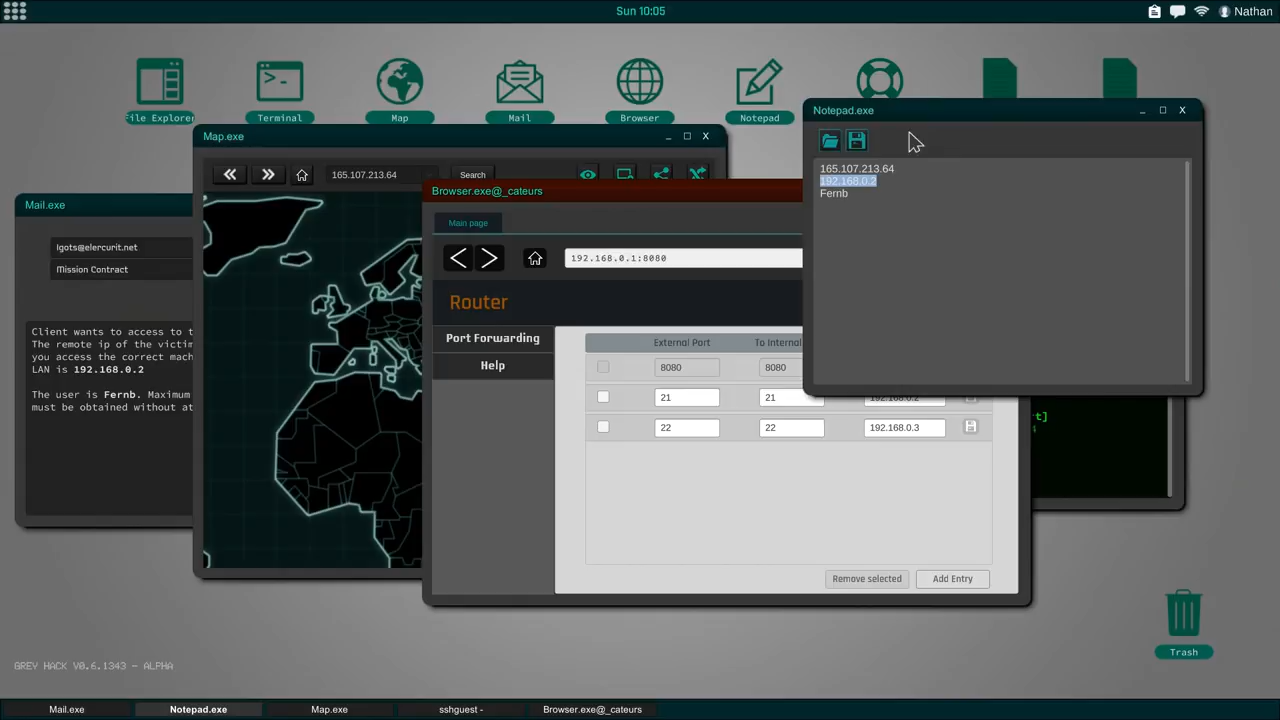 Sun 10:05
Nathan
File Explorer
Terminal
Map
Mail
Browser
Notepad
Notepad.exe
165.107.213.64
192.168.0.2
Fernb
Map.exe
165.107.213.64
Search
Browser.exe@_cateurs
Main page
192.168.0.1:8080
Router
Port Forwarding
Help
External Port
To Internal
8080
8080
21
21
192.168.0.2
22
22
192.168.0.3
Remove selected
Add Entry
Mail.exe
lgots@elercurit.net
Mission Contract
Client wants to access to t
The remote ip of the victim
you access the correct mach
LAN is 192.168.0.2
The user is Fernb. Maximum
must be obtained without at
Trash
GREY HACK V0.6.1343 - ALPHA
Mail.exe
Notepad.exe
Map.exe
sshguest -
Browser.exe@_cateurs